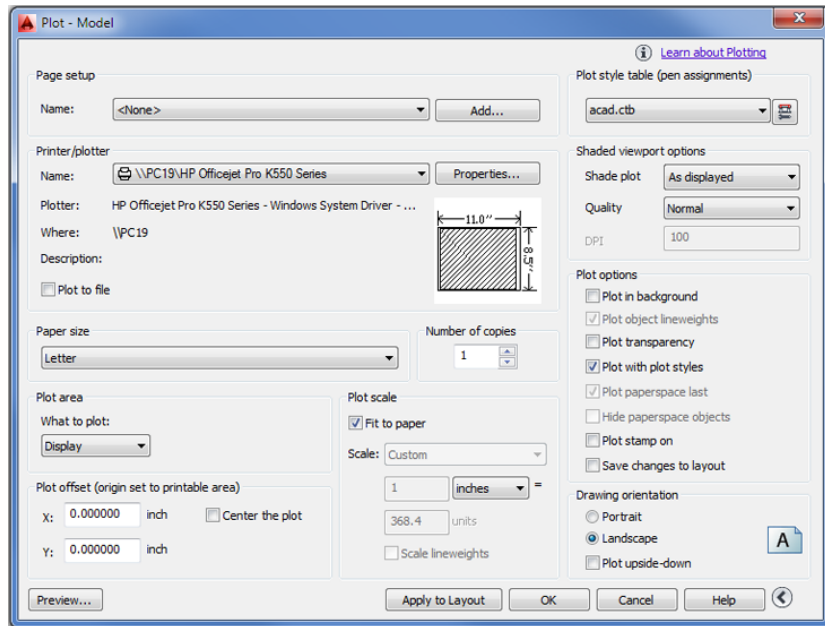 Plot - Model
Learn about Plotting
Page setup
Name: <None> Add...
Plot style table (pen assignments)
acad.ctb
Printer/plotter
Name: \\PC19\HP Officejet Pro K550 Series Properties...
Plotter: HP Officejet Pro K550 Series - Windows System Driver - ...
Where: \\PC19
Description:
Plot to file
11.0''
8.5''
Shaded viewport options
Shade plot As displayed
Quality Normal
DPI 100
Paper size
Letter
Number of copies
1
Plot options
Plot in background
Plot object lineweights
Plot transparency
Plot with plot styles
Plot paperspace last
Hide paperspace objects
Plot stamp on
Save changes to layout
Plot area
What to plot:
Display
Plot scale
Fit to paper
Scale: Custom
1 inches =
368.4 units
Scale lineweights
Plot offset (origin set to printable area)
X: 0.000000 inch Center the plot
Y: 0.000000 inch
Drawing orientation
Portrait
Landscape
Plot upside-down
A
Preview... Apply to Layout OK Cancel Help